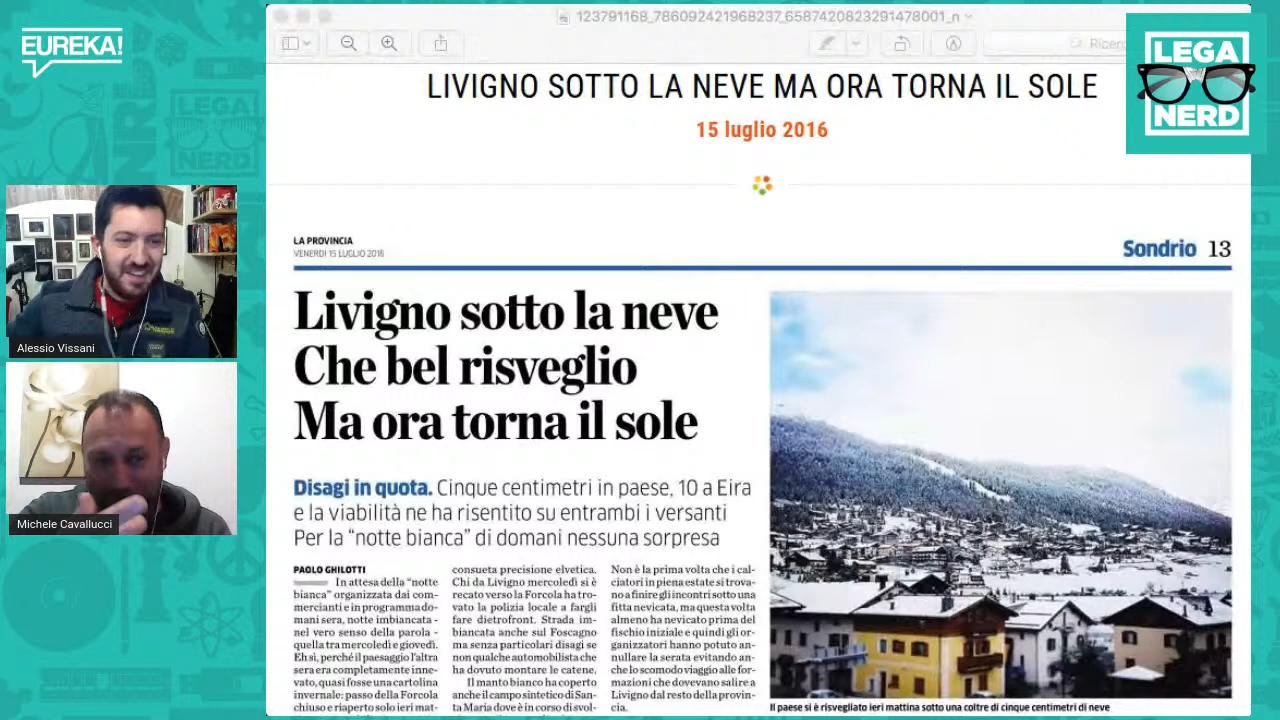 EUREKA!
LEGA
NERD
123791168_786092421968237_6587420823291478001_n
LIVIGNO SOTTO LA NEVE MA ORA TORNA IL SOLE
15 luglio 2016
LEGA
NERD
LA PROVINCIA
VENERDÌ 15 LUGLIO 2016
Sondrio 13
Livigno sotto la neve
Che bel risveglio
Ma ora torna il sole
Disagi in quota. Cinque centimetri in paese, 10 a Eira
e la viabilità ne ha risentito su entrambi i versanti
Per la “notte bianca” di domani nessuna sorpresa
PAOLO GHILOTTI
In attesa della “notte
bianca” organizzata dai com-
mercianti e in programma do-
mani sera, notte imbiancata -
nel vero senso della parola -
quella tra mercoledì e giovedì.
Eh sì, perché il paesaggio l'altra
sera era completamente inne-
vato, quasi fosse una cartolina
invernale: passo della Forcola
chiuso e riaperto solo ieri mat-
consueta precisione elvetica.
Chi da Livigno mercoledì si è
recato verso la Forcola ha tro-
vato la polizia locale a fargli
fare dietrofront. Strada im-
biancata anche sul Foscagno
ma senza particolari disagi se
non qualche automobilista che
ha dovuto montare le catene.
Il manto bianco ha coperto
anche il campo sintetico di San-
ta Maria dove è in corso di svol-
Non è la prima volta che i cal-
ciatori in piena estate si trova-
no a finire gli incontri sotto una
fitta nevicata, ma questa volta
almeno ha nevicato prima del
fischio iniziale e quindi gli or-
ganizzatori hanno potuto an-
nullare la serata evitando an-
che lo scomodo viaggio alle for-
mazioni che dovevano salire a
Livigno dal resto della provin-
cia.
Il paese si è risvegliato ieri mattina sotto una coltre di cinque centimetri di neve
Alessio Vissani
Michele Cavallucci